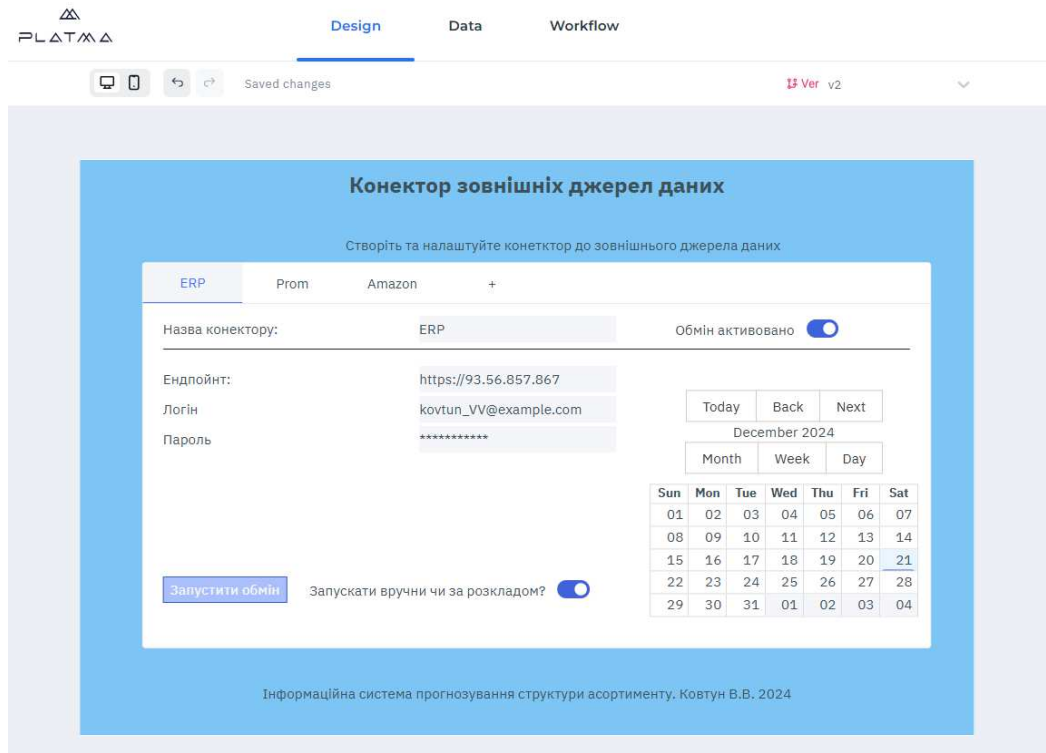 PLATMA
Design Data Workflow
Saved changes Ver v2
Конектор зовнішніх джерел даних
Створіть та налаштуйте конетктор до зовнішнього джерела даних
ERP Prom Amazon +
Назва конектору: ERP Обмін активовано
Ендпойнт: https://93.56.857.867
Логін kovtun_VV@example.com
Пароль ***********
Today Back Next
December 2024
Month Week Day
Sun Mon Tue Wed Thu Fri Sat
01 02 03 04 05 06 07
08 09 10 11 12 13 14
15 16 17 18 19 20 21
22 23 24 25 26 27 28
29 30 31 01 02 03 04
Запустити обмін Запускати вручни чи за розкладом?
Інформаційна система прогнозування структури асортименту. Ковтун В.В. 2024